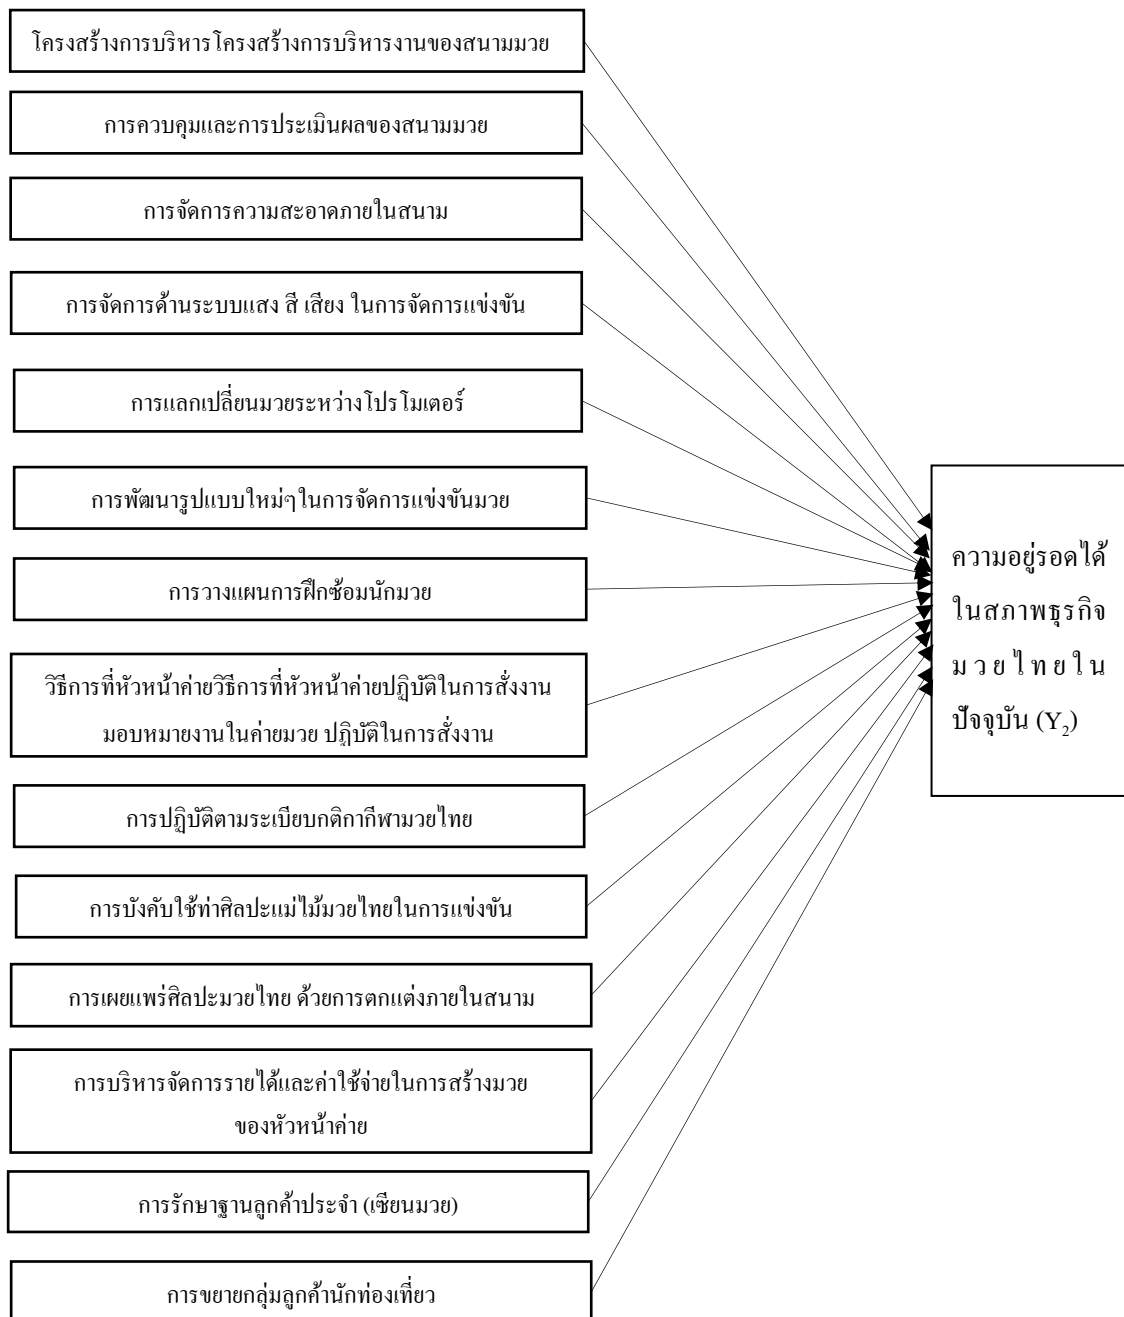 โครงสร้างการบริหารโครงสร้างการบริหารงานของสนามมวย
การควบคุมและการประเมินผลของสนามมวย
การจัดการความสะอาดภายในสนาม
การจัดการด้านระบบแสง สี เสียง ในการจัดการแข่งขัน
การแลกเปลี่ยนมวยระหว่างโปรโมเตอร์
การพัฒนารูปแบบใหม่ๆในการจัดการแข่งขันมวย
การวางแผนการฝึกซ้อมนักมวย
วิธีการที่หัวหน้าค่ายวิธีการที่หัวหน้าค่ายปฏิบัติในการสั่งงาน
มอบหมายงานในค่ายมวย ปฏิบัติในการสั่งงาน
การปฏิบัติตามระเบียบกติกากีฬามวยไทย
การบังคับใช้ท่าศิลปะแม่ไม้มวยไทยในการแข่งขัน
การเผยแพร่ศิลปะมวยไทย ด้วยการตกแต่งภายในสนาม
การบริหารจัดการรายได้และค่าใช้จ่ายในการสร้างมวย
ของหัวหน้าค่าย
การรักษาฐานลูกค้าประจำ (เซียนมวย)
การขยายกลุ่มลูกค้านักท่องเที่ยว
ความอยู่รอดได้
ในสภาพธุรกิจ
มวยไทยใน
ปัจจุบัน (Y₂)